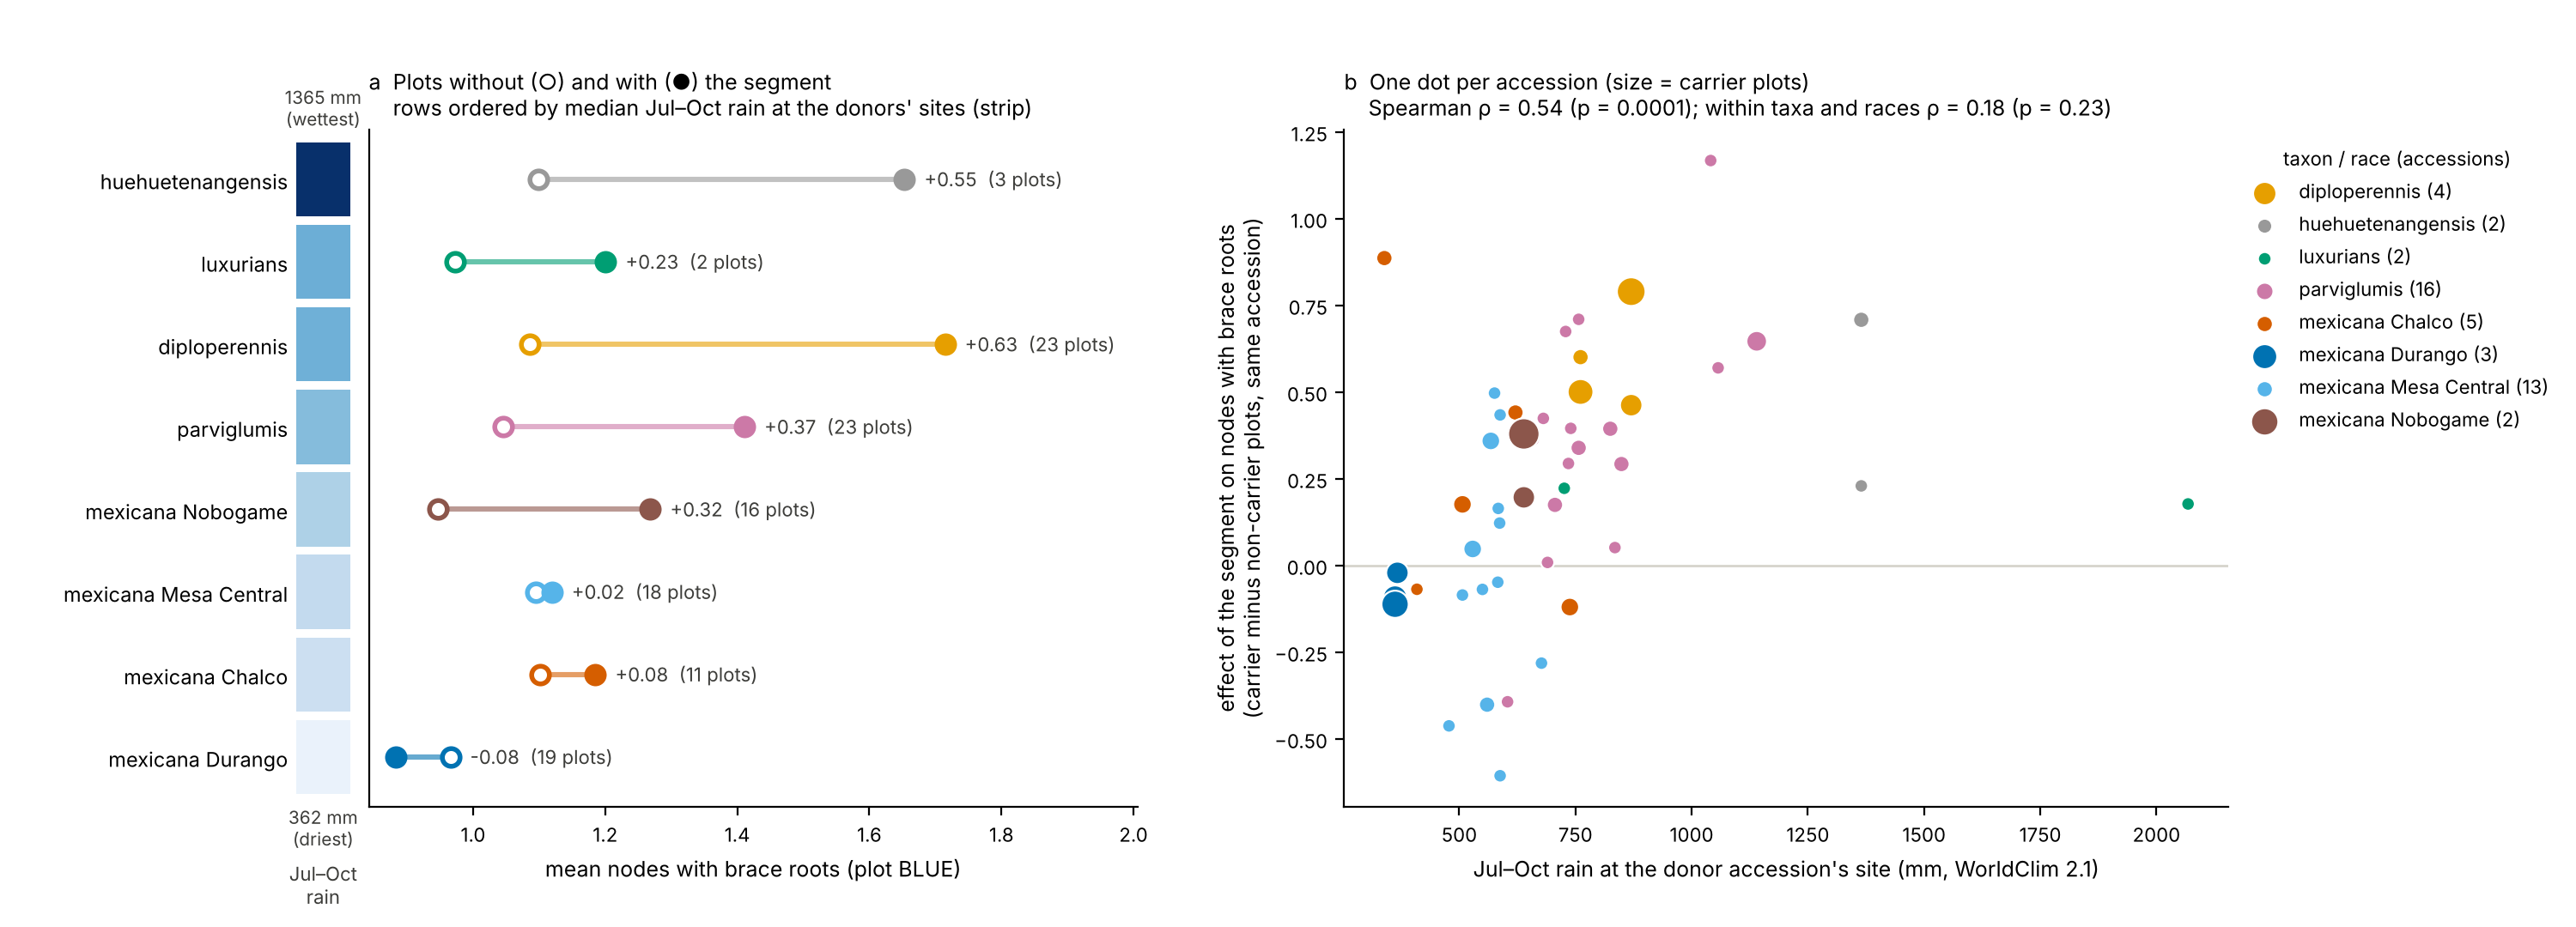 a Plots without (○) and with (●) the segment
rows ordered by median Jul–Oct rain at the donors' sites (strip)
1365 mm
(wettest)
huehuetenangensis
+0.55 (3 plots)
luxurians
+0.23 (2 plots)
diploperennis
+0.63 (23 plots)
parviglumis
+0.37 (23 plots)
mexicana Nobogame
+0.32 (16 plots)
mexicana Mesa Central
+0.02 (18 plots)
mexicana Chalco
+0.08 (11 plots)
mexicana Durango
-0.08 (19 plots)
362 mm
(driest)
Jul–Oct
rain
1.0 1.2 1.4 1.6 1.8 2.0
mean nodes with brace roots (plot BLUE)
b One dot per accession (size = carrier plots)
Spearman ρ = 0.54 (p = 0.0001); within taxa and races ρ = 0.18 (p = 0.23)
effect of the segment on nodes with brace roots
(carrier minus non-carrier plots, same accession)
1.25
1.00
0.75
0.50
0.25
0.00
−0.25
−0.50
500 750 1000 1250 1500 1750 2000
Jul–Oct rain at the donor accession's site (mm, WorldClim 2.1)
taxon / race (accessions)
diploperennis (4)
huehuetenangensis (2)
luxurians (2)
parviglumis (16)
mexicana Chalco (5)
mexicana Durango (3)
mexicana Mesa Central (13)
mexicana Nobogame (2)